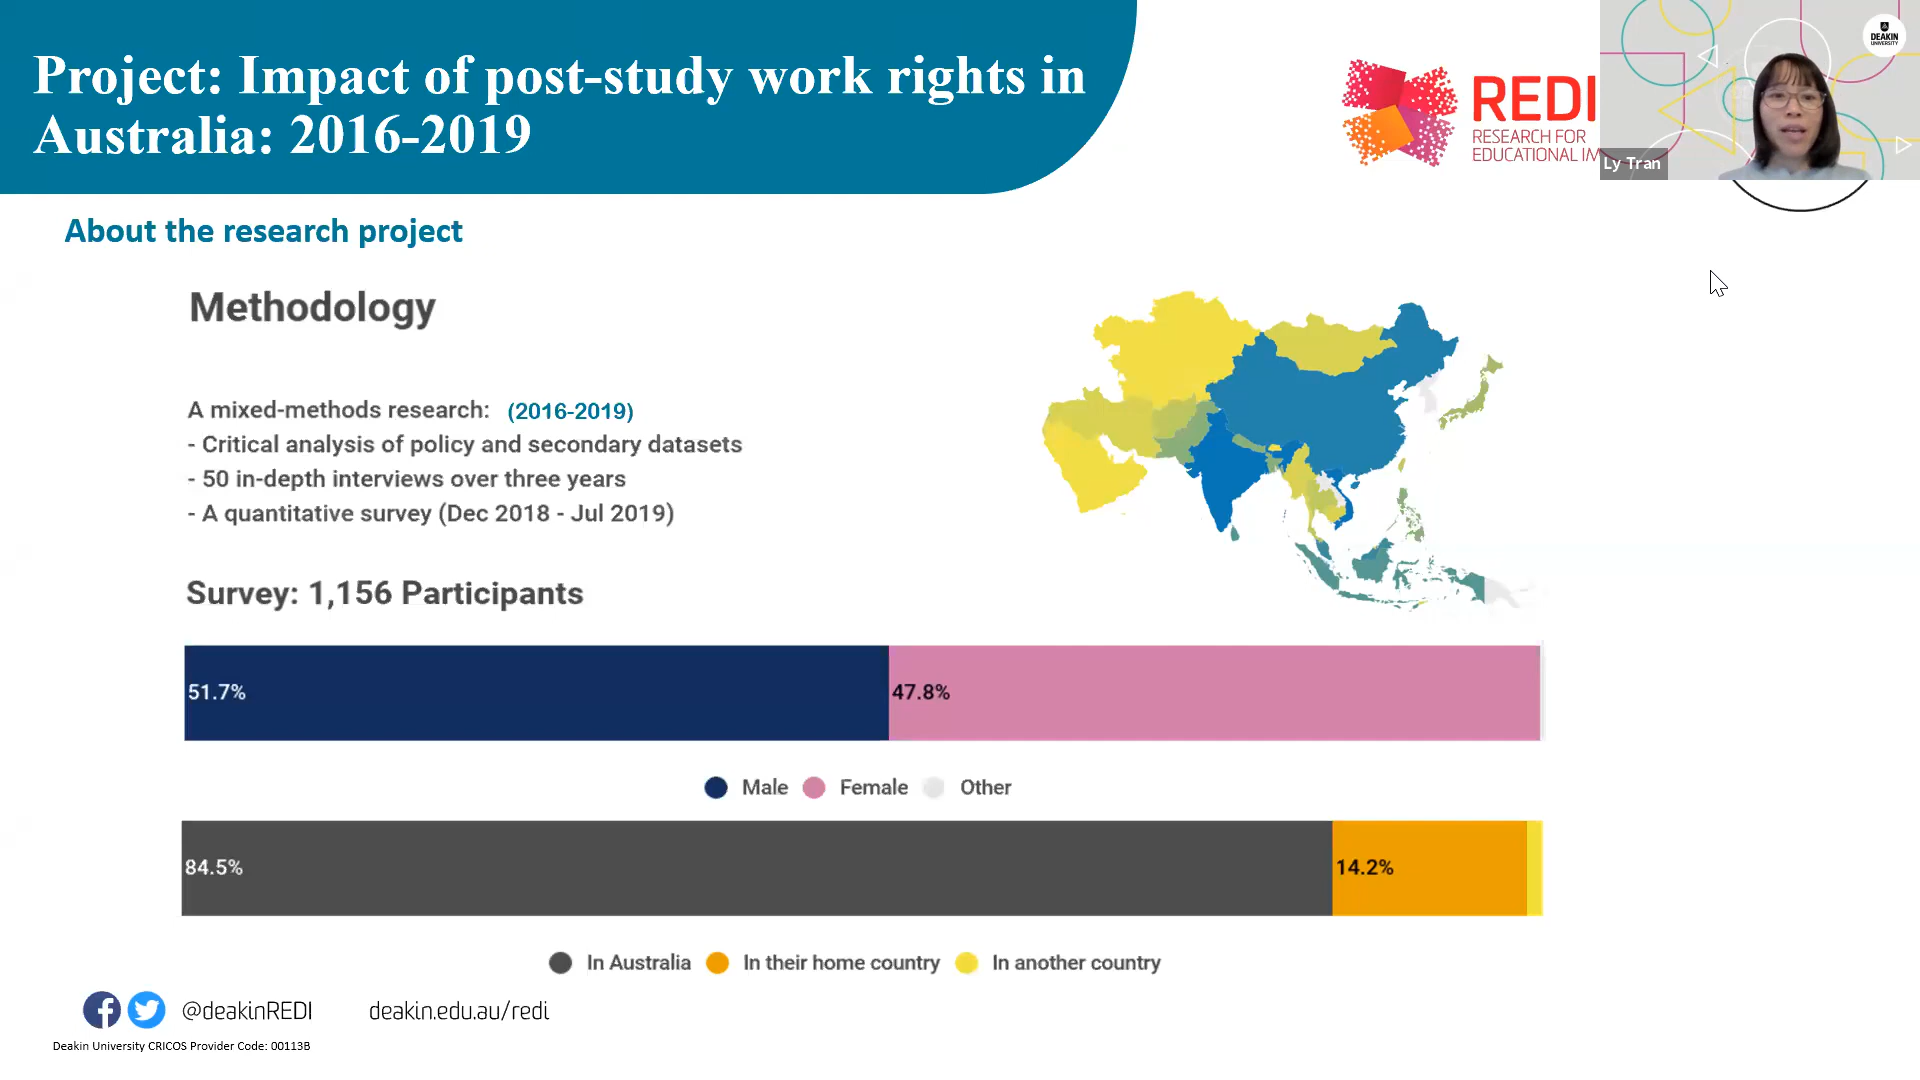 Project: Impact of post-study work rights in
Australia: 2016-2019
REDI
RESEARCH FOR
EDUCATIONAL
DEAKIN
UNIVERSITY
Ly Tran
About the research project
Methodology
A mixed-methods research: (2016-2019)
- Critical analysis of policy and secondary datasets
- 50 in-depth interviews over three years
- A quantitative survey (Dec 2018 - Jul 2019)
Survey: 1,156 Participants
51.7% 47.8%
Male Female Other
84.5% 14.2%
In Australia In their home country In another country
@deakinREDI deakin.edu.au/redi
Deakin University CRICOS Provider Code: 00113B